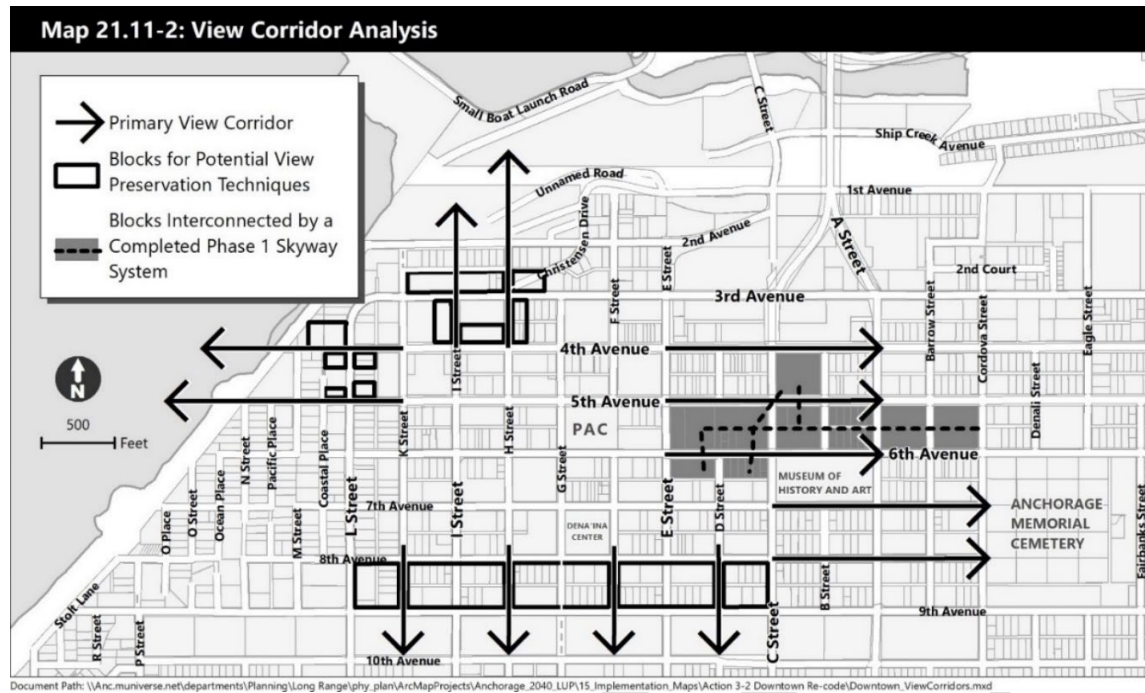 Map 21.11-2: View Corridor Analysis
Primary View Corridor
Blocks for Potential View
Preservation Techniques
Blocks Interconnected by a
Completed Phase 1 Skyway
System
N
500
Feet
Small Boat Launch Road
C Street
Ship Creek Avenue
Unnamed Road
1st Avenue
Christensen Drive
2nd Avenue
A Street
E Street
2nd Court
F Street
3rd Avenue
Barrow Street
Cordova Street
Eagle Street
4th Avenue
I Street
5th Avenue
Denali Street
PAC
K Street
H Street
6th Avenue
N Street
Pacific Place
Coastal Place
G Street
MUSEUM OF
HISTORY AND ART
O Place
O Street
Ocean Place
M Street
L Street
7th Avenue
I Street
DENA'INA
CENTER
E Street
D Street
ANCHORAGE
MEMORIAL
CEMETERY
Fairbanks Street
8th Avenue
Stolt Lane
B Street
9th Avenue
R Street
P Street
10th Avenue
C Street
Document Path: \\Anc.muniverse.net\departments\Planning\Long Range\phy_plan\ArcMapProjects\Anchorage_2040_LUP\15_Implementation_Maps\Action 3-2 Downtown Re-code\Downtown_ViewCorridors.mxd